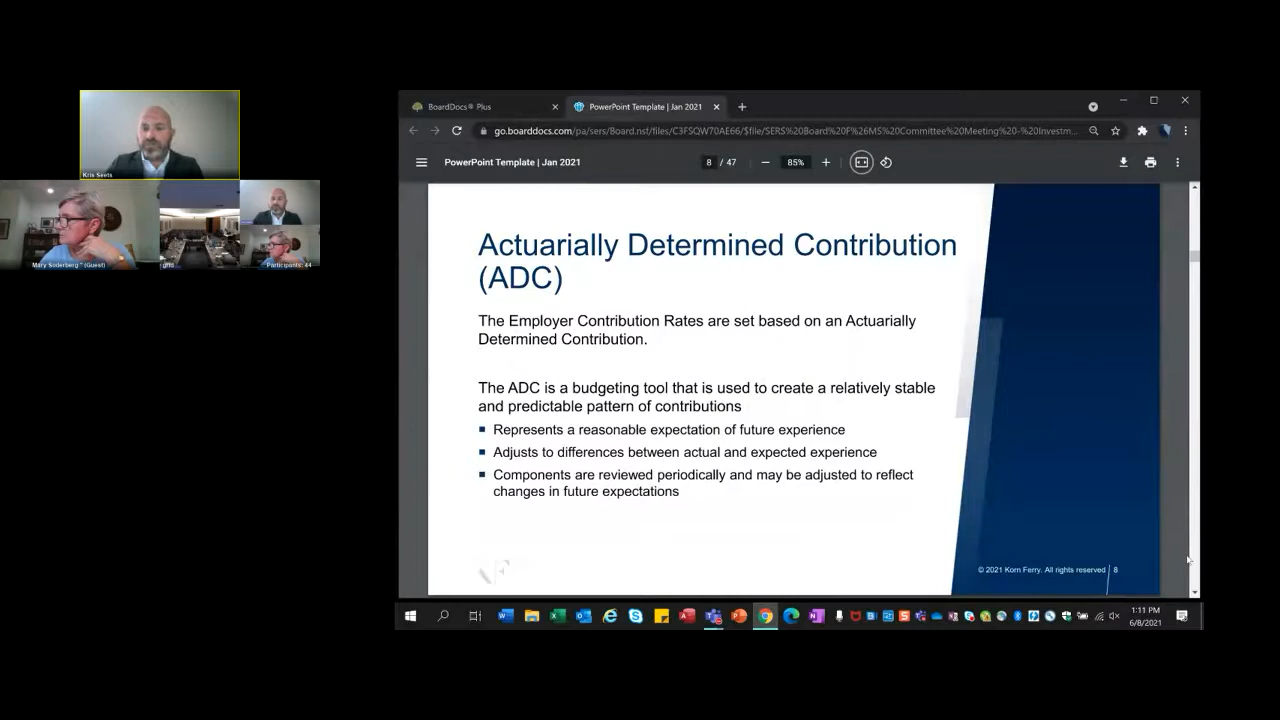 Kris Seets
Mary Soderberg " (Guest)
Participants: 44
BoardDocs® Plus
PowerPoint Template | Jan 2021
go.boarddocs.com/pa/sers/Board.nsf/files/C3FSQW70AE66/$file/SERS%20Board%20F%26MS%20Committee%20Meeting%20-%20Investm...
PowerPoint Template | Jan 2021
8 / 47
85%
Actuarially Determined Contribution
(ADC)
The Employer Contribution Rates are set based on an Actuarially
Determined Contribution.
The ADC is a budgeting tool that is used to create a relatively stable
and predictable pattern of contributions
Represents a reasonable expectation of future experience
Adjusts to differences between actual and expected experience
Components are reviewed periodically and may be adjusted to reflect
changes in future expectations
© 2021 Korn Ferry. All rights reserved
8
1:11 PM
6/8/2021